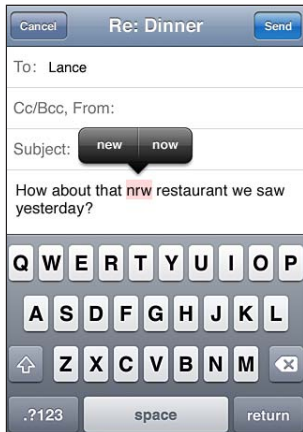 Cancel Re: Dinner Send
To: Lance
Cc/Bcc, From:
Subject:
new now
How about that nrw restaurant we saw
yesterday?
Q W E R T Y U I O P
A S D F G H J K L
Z X C V B N M
.?123 space return